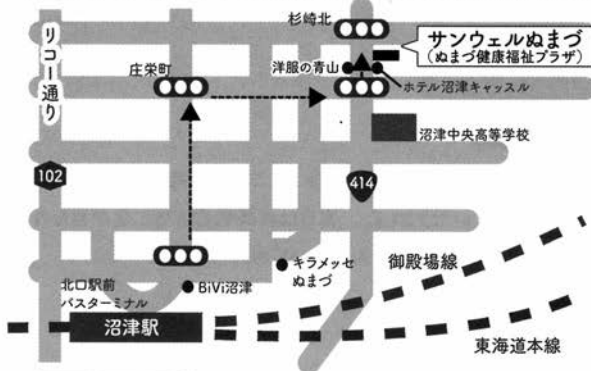 杉崎北
サンウェルぬまづ
(ぬまづ健康福祉プラザ)
リコー通り
庄栄町
洋服の青山
ホテル沼津キャッスル
沼津中央高等学校
102
414
キラメッセ
ぬまづ
御殿場線
北口駅前
バスターミナル
BiVi沼津
沼津駅
東海道本線